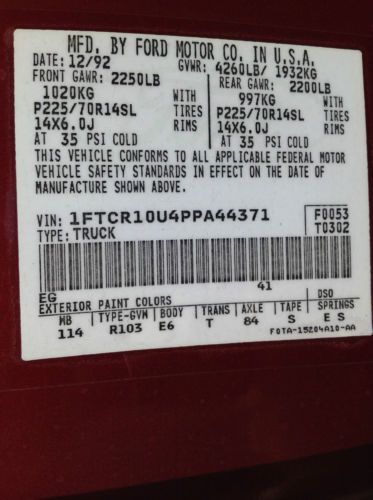 MFD. BY FORD MOTOR CO. IN U.S.A.
DATE: 12/92 GVWR: 4260LB/ 1932KG
FRONT GAWR: 2250LB REAR GAWR: 2200LB
1020KG WITH 997KG WITH
P225/70R14SL TIRES P225/70R14SL TIRES
14X6.0J RIMS 14X6.0J RIMS
AT 35 PSI COLD AT 35 PSI COLD
THIS VEHICLE CONFORMS TO ALL APPLICABLE FEDERAL MOTOR
VEHICLE SAFETY STANDARDS IN EFFECT ON THE DATE OF
MANUFACTURE SHOWN ABOVE.
VIN: 1FTCR10U4PPA44371 F0053
TYPE: TRUCK T0302
41
EG
EXTERIOR PAINT COLORS DSO
WB TYPE-GVM BODY TRANS AXLE TAPE SPRINGS
114 R103 E6 T 84 S E S
F0TA-15204A10-AA